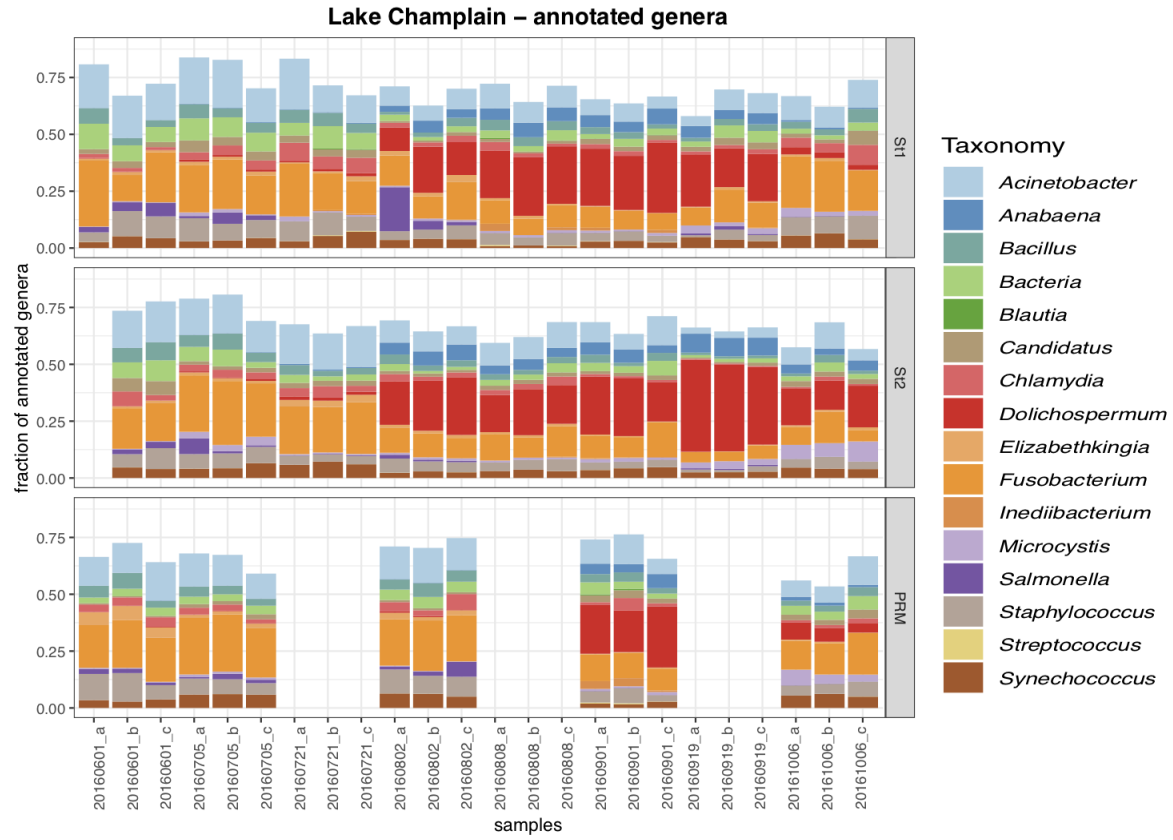 Lake Champlain – annotated genera
fraction of annotated genera
0.75
0.50
0.25
0.00
St1
0.75
0.50
0.25
0.00
St2
0.75
0.50
0.25
0.00
PRM
20160601_a
20160601_b
20160601_c
20160705_a
20160705_b
20160705_c
20160721_a
20160721_b
20160721_c
20160802_a
20160802_b
20160802_c
20160808_a
20160808_b
20160808_c
20160901_a
20160901_b
20160901_c
20160919_a
20160919_b
20160919_c
20161006_a
20161006_b
20161006_c
samples
Taxonomy
Acinetobacter
Anabaena
Bacillus
Bacteria
Blautia
Candidatus
Chlamydia
Dolichospermum
Elizabethkingia
Fusobacterium
Inediibacterium
Microcystis
Salmonella
Staphylococcus
Streptococcus
Synechococcus